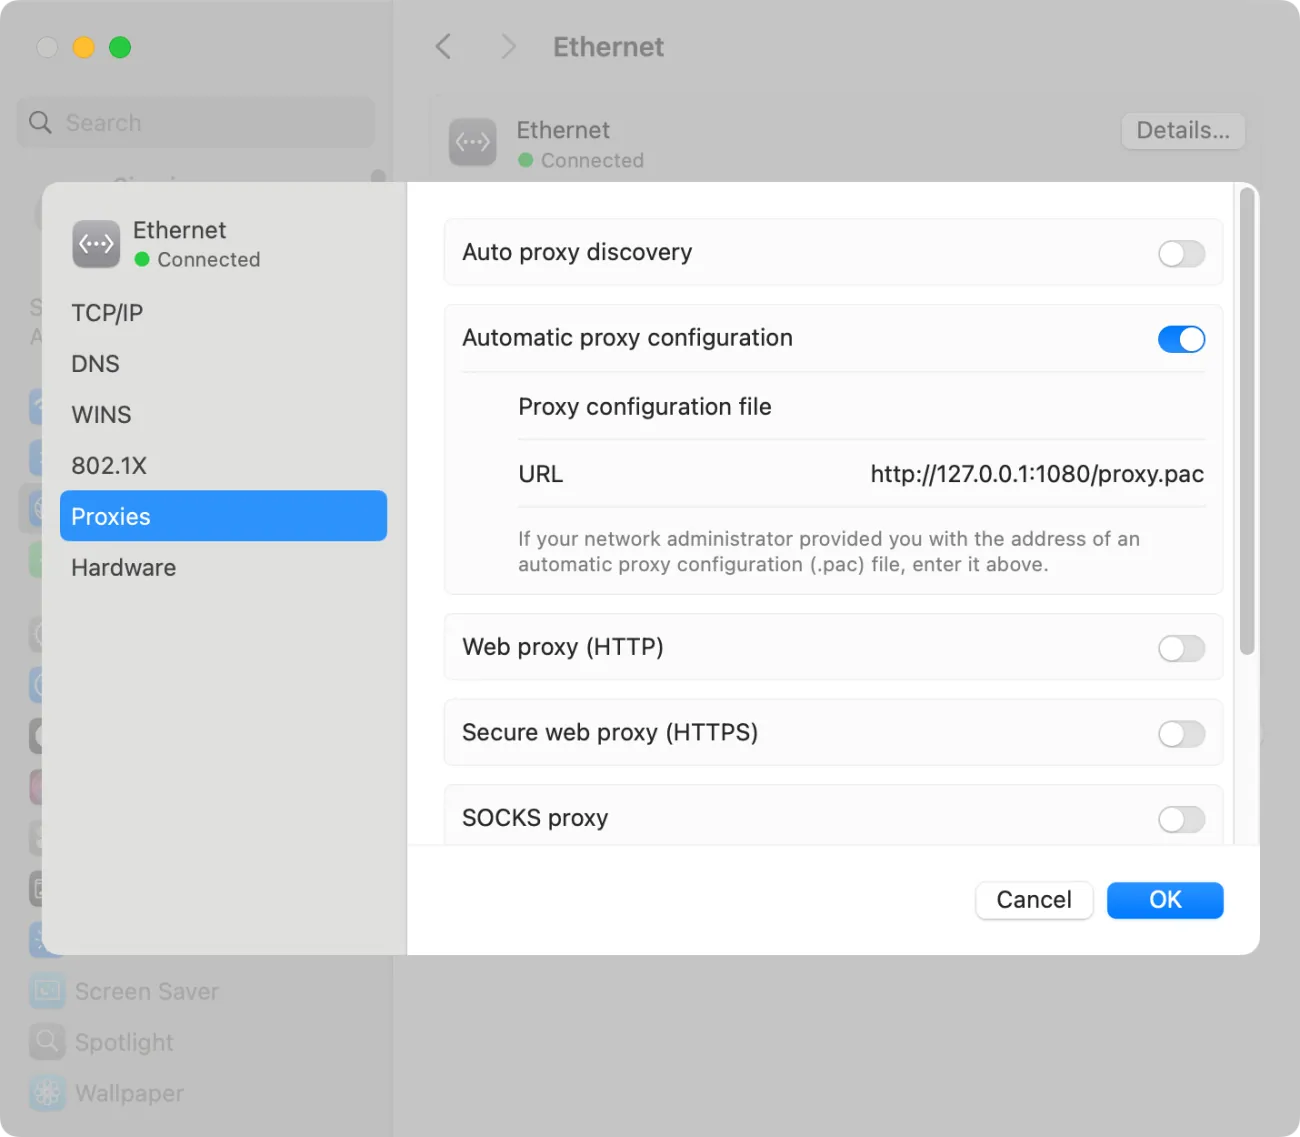 Ethernet
Search
Ethernet
Connected
Details...
Ethernet
Connected
TCP/IP
DNS
WINS
802.1X
Proxies
Hardware
Auto proxy discovery
Automatic proxy configuration
Proxy configuration file
URL
http://127.0.0.1:1080/proxy.pac
If your network administrator provided you with the address of an
automatic proxy configuration (.pac) file, enter it above.
Web proxy (HTTP)
Secure web proxy (HTTPS)
SOCKS proxy
Cancel
OK
Screen Saver
Spotlight
Wallpaper